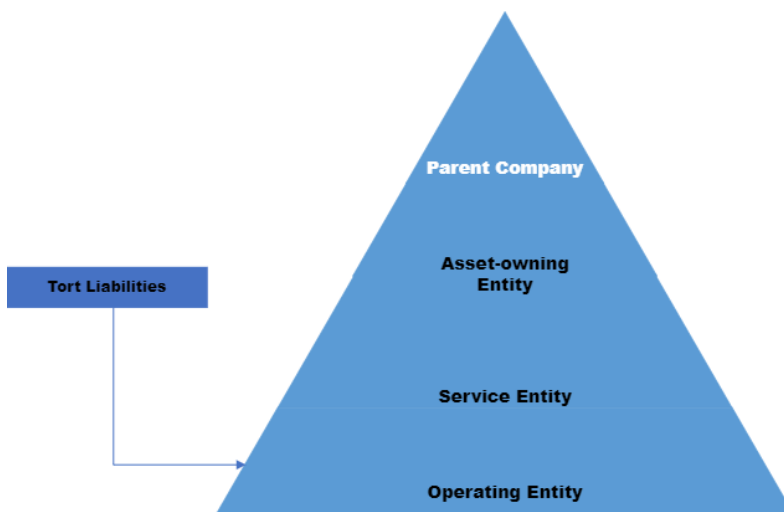 Parent Company
Asset-owning
Entity
Tort Liabilities
Service Entity
Operating Entity